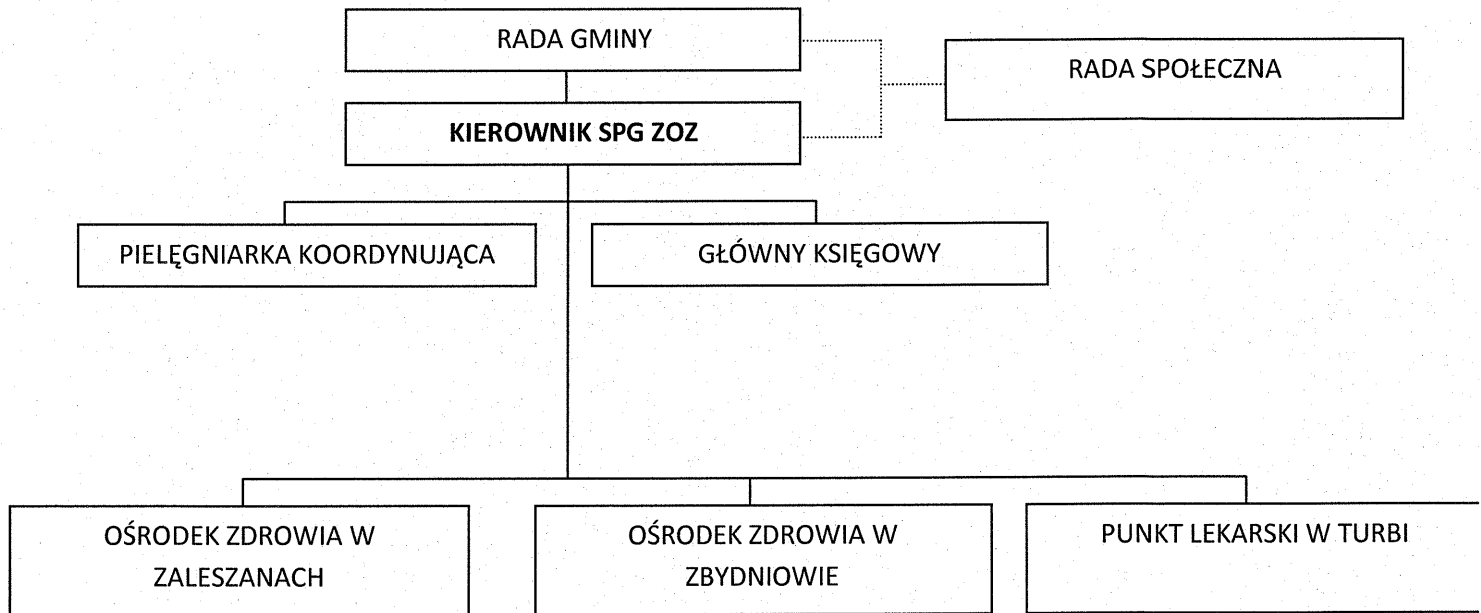 RADA GMINY
RADA SPOŁECZNA
KIEROWNIK SPG ZOZ
PIELĘGNIARKA KOORDYNUJĄCA
GŁÓWNY KSIĘGOWY
OŚRODEK ZDROWIA W
ZALESZANACH
OŚRODEK ZDROWIA W
ZBYDNIOWIE
PUNKT LEKARSKI W TURBI